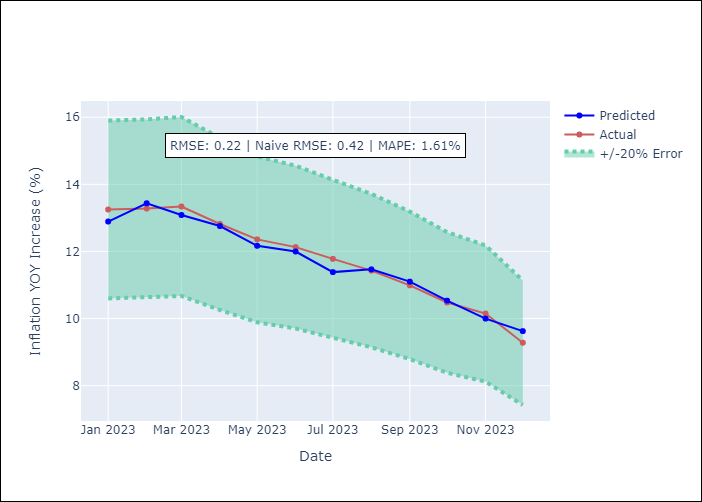 16
14
12
10
8
Inflation YOY Increase (%)
RMSE: 0.22 | Naive RMSE: 0.42 | MAPE: 1.61%
Predicted
Actual
+/-20% Error
Jan 2023
Mar 2023
May 2023
Jul 2023
Sep 2023
Nov 2023
Date